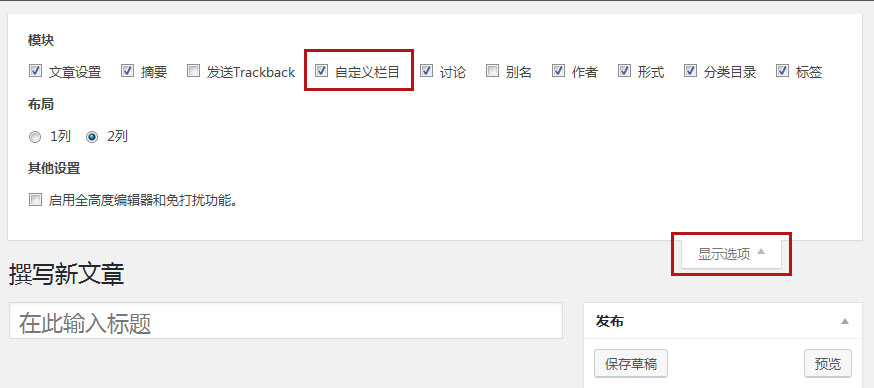 模块
文章设置 摘要 发送Trackback 自定义栏目 讨论 别名 作者 形式 分类目录 标签
布局
1列 2列
其他设置
启用全高度编辑器和免打扰功能。
显示选项
撰写新文章
在此输入标题
发布
保存草稿 预览